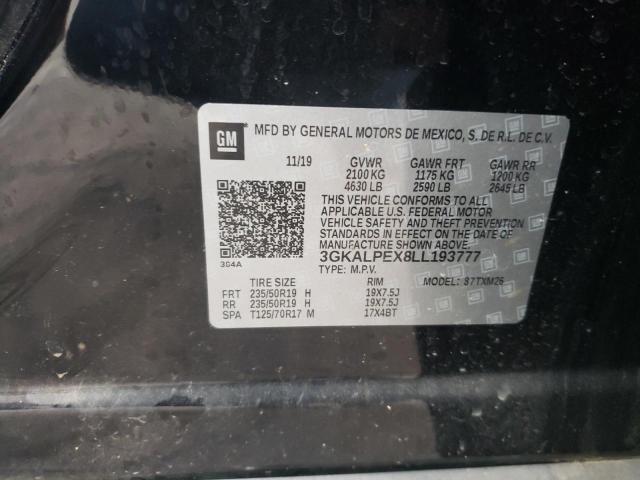 GM
MFD BY GENERAL MOTORS DE MEXICO, S. DE R.L. DE C.V.
11/19 GVWR GAWR FRT GAWR RR
2100 KG 1175 KG 1200 KG
4630 LB 2590 LB 2645 LB
THIS VEHICLE CONFORMS TO ALL
APPLICABLE U.S. FEDERAL MOTOR
VEHICLE SAFETY AND THEFT PREVENTION
STANDARDS IN EFFECT ON THE DATE OF
MANUFACTURE SHOWN ABOVE.
3GKALPEX8LL193777
3G4A
TYPE: M.P.V. MODEL: S7TXM26
TIRE SIZE RIM
FRT 235/50R19 H 19X7.5J
RR 235/50R19 H 19X7.5J
SPA T125/70R17 M 17X4BT